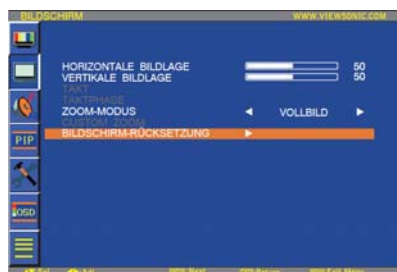 BILDSCHIRM WWW.VIEWSONIC.COM
HORIZONTALE BILDLAGE 50
VERTIKALE BILDLAGE 50
TAKT
TAKTPHASE
ZOOM-MODUS VOLLBILD
CUSTOM ZOOM
BILDSCHIRM-RÜCKSETZUNG
PIP
OSD